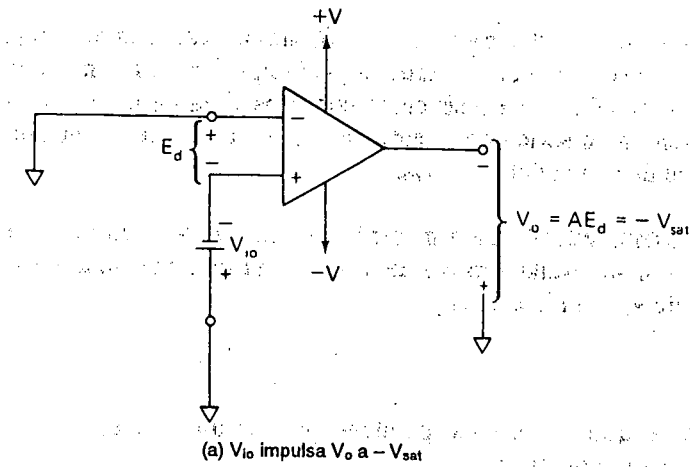 +V
−
+
E_d
−
+
−
V_io
+
−V
−
V_o = AE_d = − V_sat
+
(a) V_io impulsa V_o a − V_sat